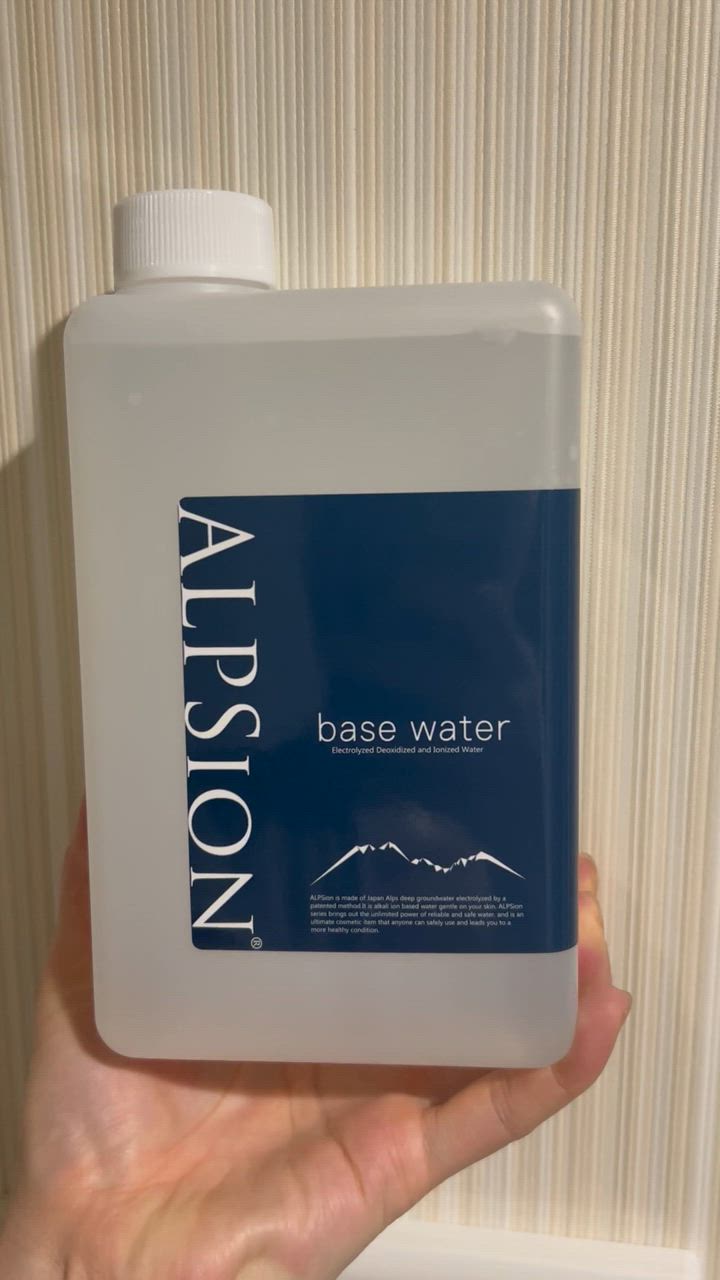 ALPSION®
base water
Electrolyzed Deoxidized and Ionized Water
ALPSion is made of Japan Alps deep groundwater electrolyzed by a
patented method.It is alkali ion based water gentle on your skin. ALPSion
series brings out the unlimited power of reliable and safe water, and is an
ultimate cosmetic item that anyone can safely use and leads you to a
more healthy condition.